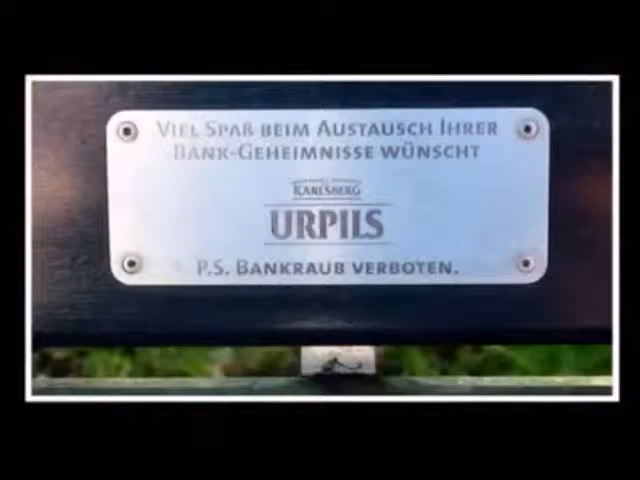 VIEL SPAß BEIM AUSTAUSCH IHRER
BANK-GEHEIMNISSE WÜNSCHT
KARLSBERG
URPILS
P.S. BANKRAUB VERBOTEN.